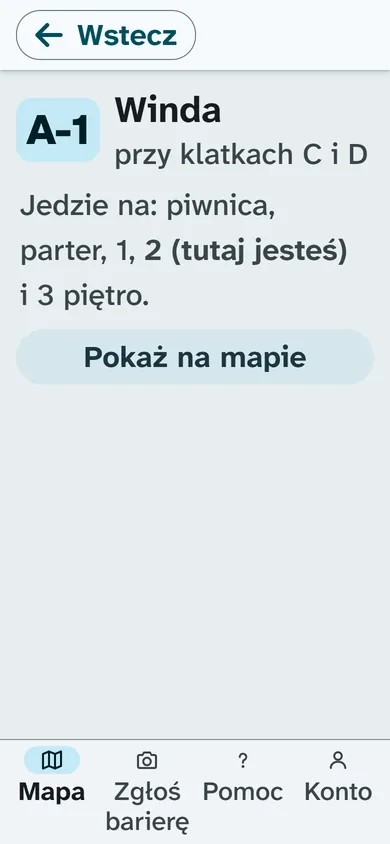 Wstecz
A-1
Winda
przy klatkach C i D
Jedzie na: piwnica,
parter, 1, 2 (tutaj jesteś)
i 3 piętro.
Pokaż na mapie
Mapa
Zgłoś
barierę
?
Pomoc
Konto